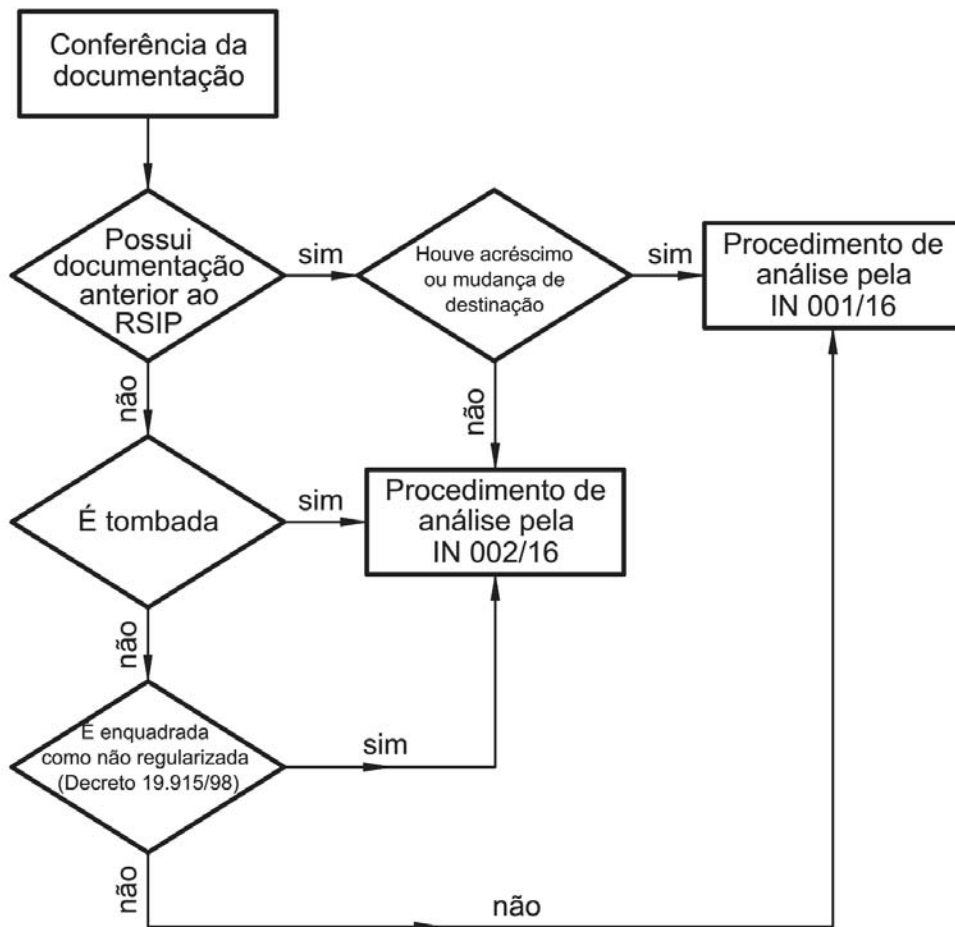 Conferência da
documentação
Possui
documentação
anterior ao
RSIP
sim
Houve acréscimo
ou mudança de
destinação
sim
Procedimento de
análise pela
IN 001/16
não
não
É tombada
sim
Procedimento de
análise pela
IN 002/16
não
É enquadrada
como não regularizada
(Decreto 19.915/98)
sim
não
não